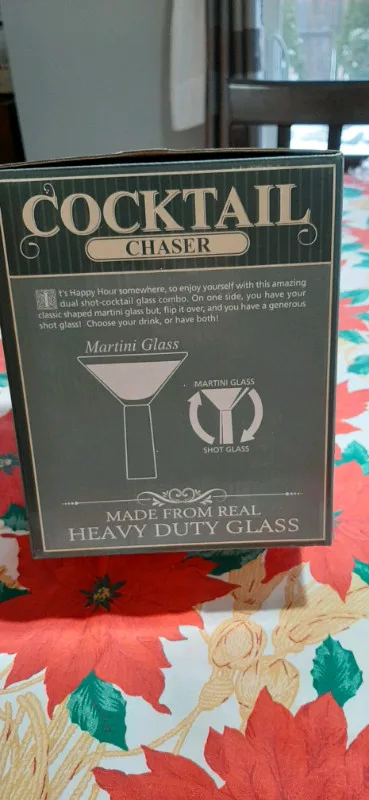 COCKTAIL
CHASER
It's Happy Hour somewhere, so enjoy yourself with this amazing
dual shot-cocktail glass combo. On one side, you have your
classic shaped martini glass but, flip it over, and you have a generous
shot glass! Choose your drink, or have both!
Martini Glass
MARTINI GLASS
SHOT GLASS
MADE FROM REAL
HEAVY DUTY GLASS